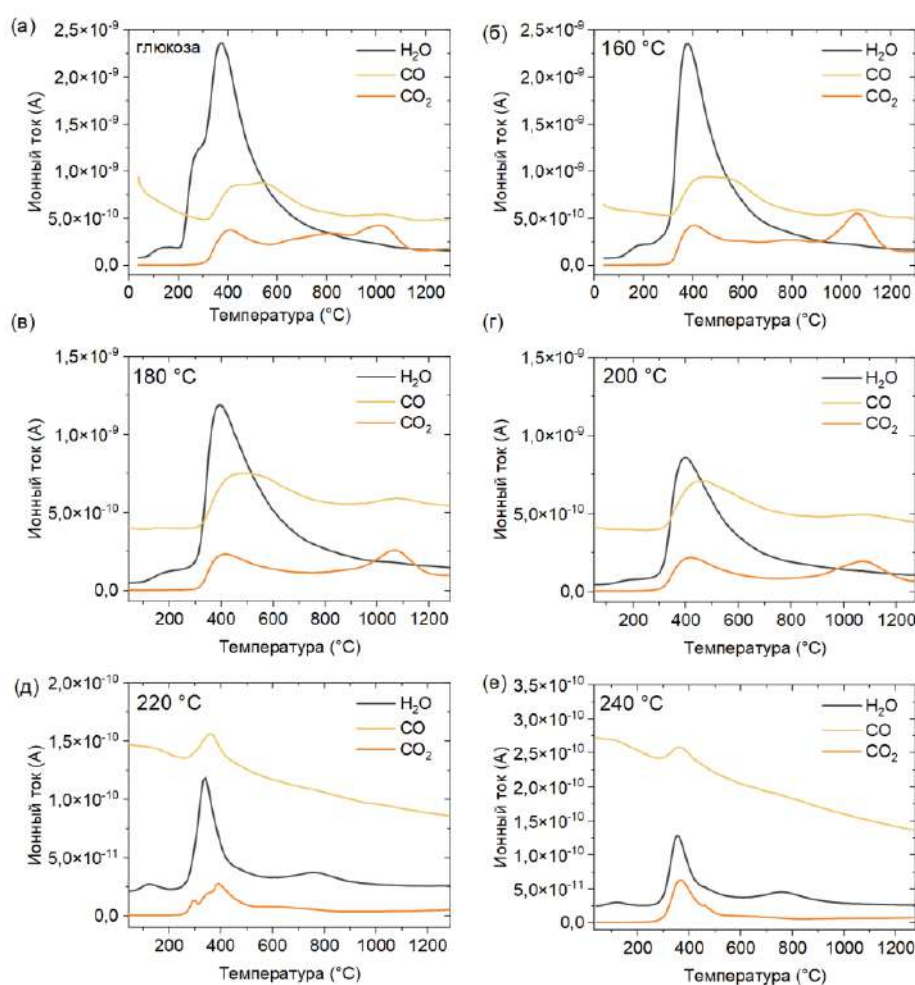 (а)
глюкоза
H₂O
CO
CO₂
2,5×10⁻⁹
2,0×10⁻⁹
1,5×10⁻⁹
1,0×10⁻⁹
5,0×10⁻¹⁰
0,0
Ионный ток (А)
0 200 400 600 800 1000 1200
Температура (°C)
(б)
160 °C
H₂O
CO
CO₂
2,5×10⁻⁹
2,0×10⁻⁹
1,5×10⁻⁹
1,0×10⁻⁹
5,0×10⁻¹⁰
0,0
Ионный ток (А)
0 200 400 600 800 1000 1200
Температура (°C)
(в)
180 °C
H₂O
CO
CO₂
1,5×10⁻⁹
1,0×10⁻⁹
5,0×10⁻¹⁰
0,0
Ионный ток (А)
200 400 600 800 1000 1200
Температура (°C)
(г)
200 °C
H₂O
CO
CO₂
1,5×10⁻⁹
1,0×10⁻⁹
5,0×10⁻¹⁰
0,0
Ионный ток (А)
200 400 600 800 1000 1200
Температура (°C)
(д)
220 °C
H₂O
CO
CO₂
2,0×10⁻¹⁰
1,5×10⁻¹⁰
1,0×10⁻¹⁰
5,0×10⁻¹¹
0,0
Ионный ток (А)
200 400 600 800 1000 1200
Температура (°C)
(е)
240 °C
H₂O
CO
CO₂
3,5×10⁻¹⁰
3,0×10⁻¹⁰
2,5×10⁻¹⁰
2,0×10⁻¹⁰
1,5×10⁻¹⁰
1,0×10⁻¹⁰
5,0×10⁻¹¹
0,0
Ионный ток (А)
200 400 600 800 1000 1200
Температура (°C)